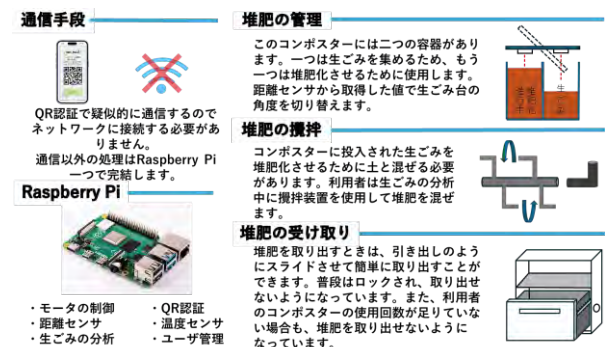 通信手段
QR認証で疑似的に通信するので
ネットワークに接続する必要があ
りません。
通信以外の処理はRaspberry Pi
一つで完結します。
Raspberry Pi
・モータの制御
・距離センサ
・生ごみの分析
・QR認証
・温度センサ
・ユーザ管理
堆肥の管理
このコンポスターには二つの容器があり
ます。一つは生ごみを集めるため、もう
一つは堆肥化させるために使用します。
距離センサから取得した値で生ごみ台の
角度を切り替えます。
堆肥の攪拌
コンポスターに投入された生ごみを
堆肥化させるために土と混ぜる必要
があります。利用者は生ごみの分析
中に攪拌装置を使用して堆肥を混ぜ
ます。
堆肥の受け取り
堆肥を取り出すときは、引き出しのよう
にスライドさせて簡単に取り出すことが
できます。普段はロックされ、取り出せ
ないようになっています。また、利用者
のコンポスターの使用回数が足りていな
い場合も、堆肥を取り出せないように
なっています。